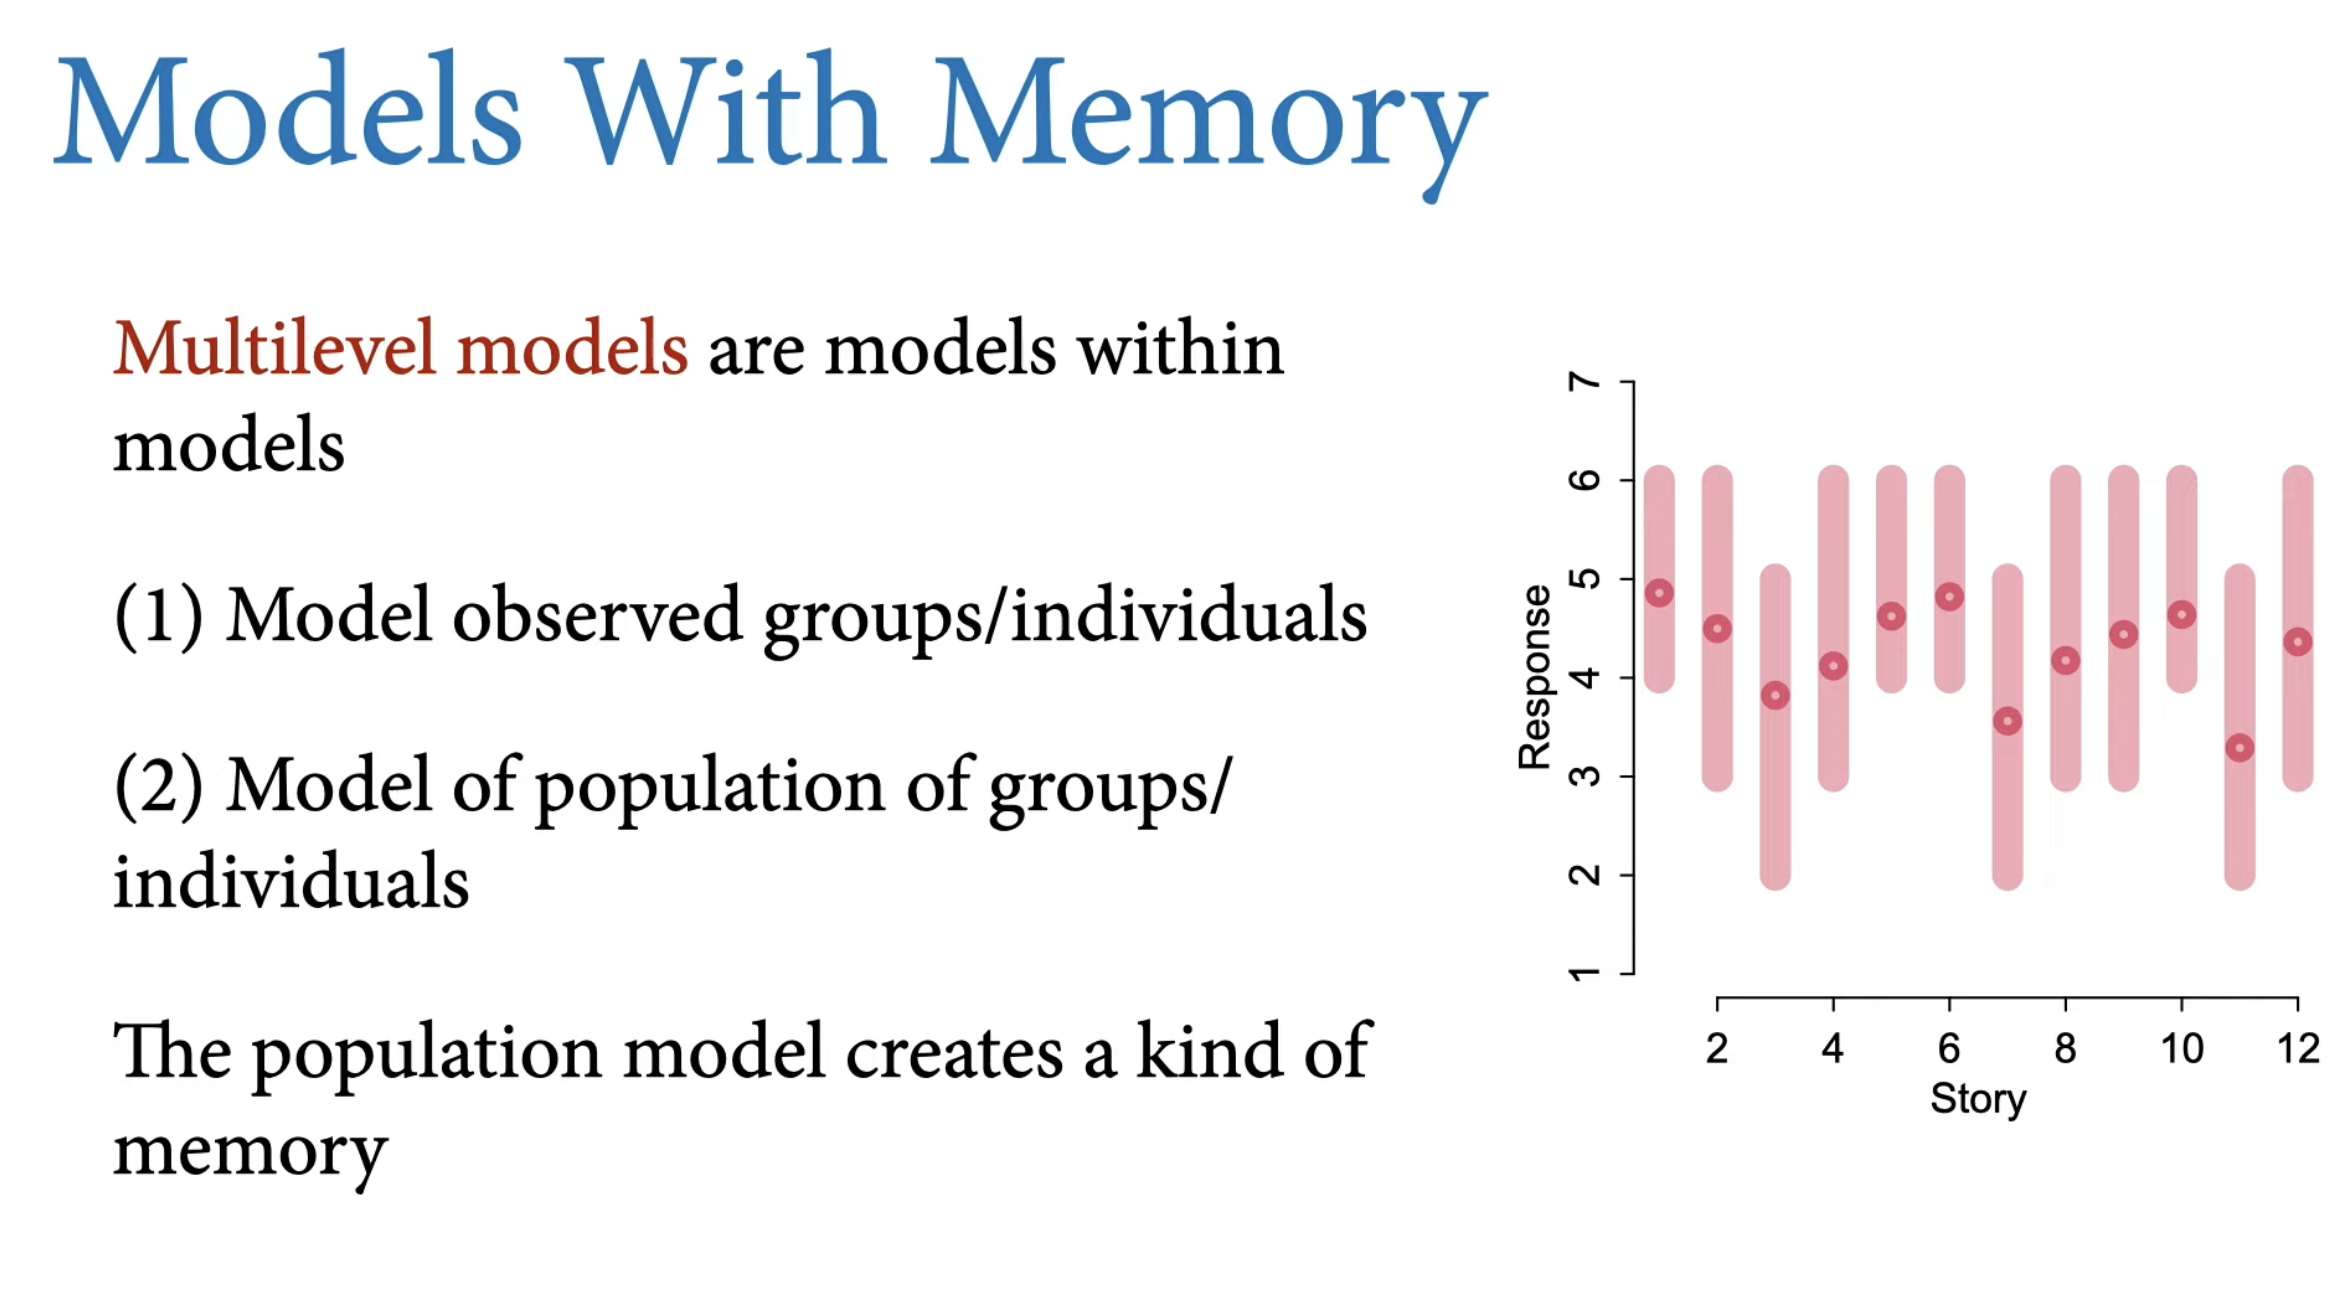 Models With Memory
Multilevel models are models within
models
(1) Model observed groups/individuals
(2) Model of population of groups/
individuals
The population model creates a kind of
memory
Response
7
6
5
4
3
2
1
2 4 6 8 10 12
Story